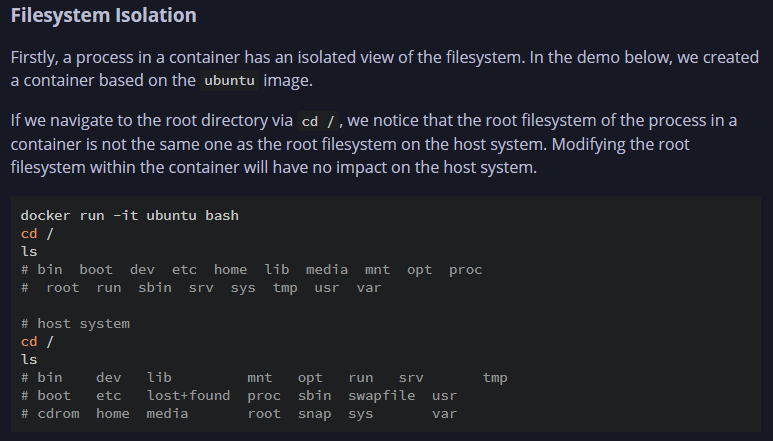 Filesystem Isolation
Firstly, a process in a container has an isolated view of the filesystem. In the demo below, we created
a container based on the ubuntu image.
If we navigate to the root directory via cd /, we notice that the root filesystem of the process in a
container is not the same one as the root filesystem on the host system. Modifying the root
filesystem within the container will have no impact on the host system.
docker run -it ubuntu bash
cd /
ls
# bin  boot  dev  etc  home  lib  media  mnt  opt  proc
#  root  run  sbin  srv  sys  tmp  usr  var
# host system
cd /
ls
# bin    dev   lib         mnt   opt   run   srv       tmp
# boot   etc   lost+found  proc  sbin  swapfile  usr
# cdrom  home  media       root  snap  sys       var